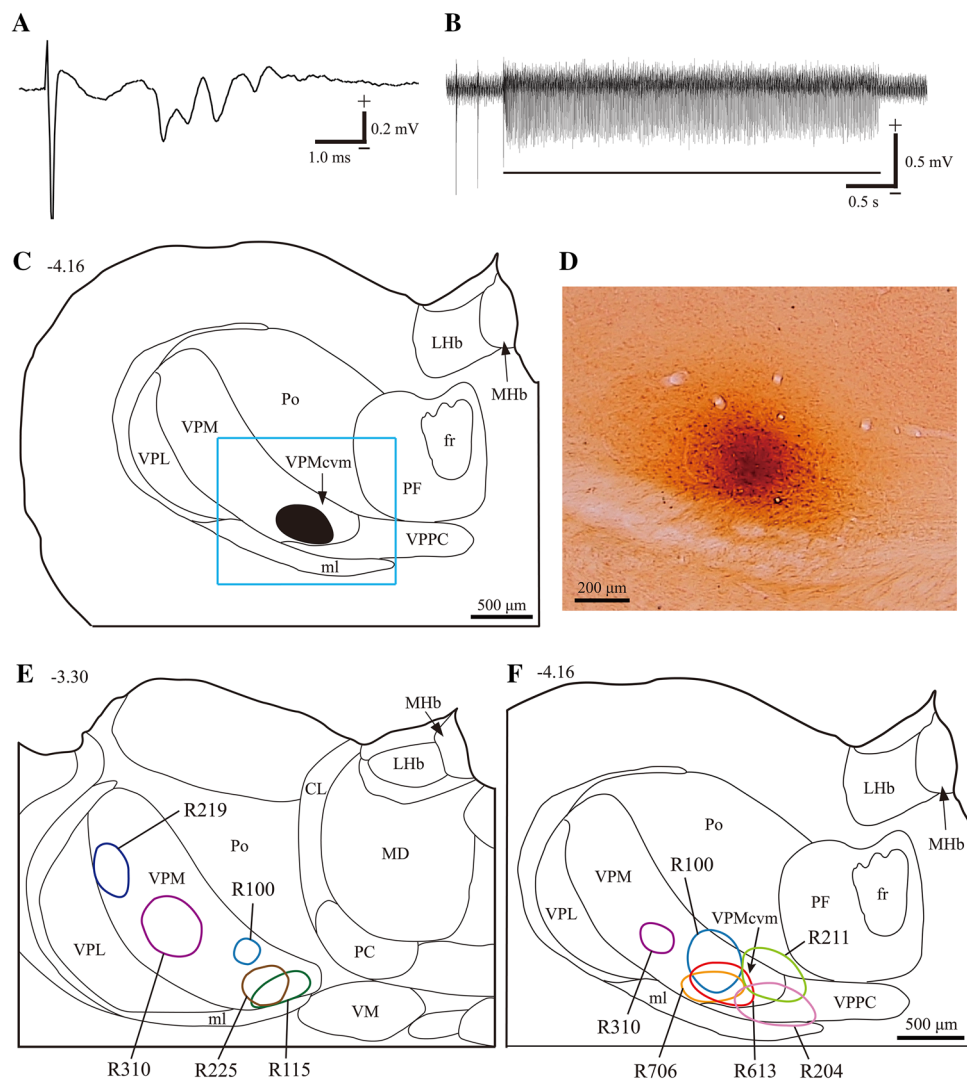 A
+
0.2 mV
−
1.0 ms
B
+
0.5 mV
−
0.5 s
C
-4.16
LHb
MHb
Po
VPM
VPL
VPMcvm
fr
PF
VPPC
ml
500 μm
D
200 μm
E
-3.30
MHb
LHb
CL
R219
Po
VPM
R100
MD
VPL
PC
ml
VM
R310
R225
R115
F
-4.16
LHb
MHb
Po
VPM
R100
VPL
VPMcvm
PF
fr
R211
ml
VPPC
R310
500 μm
R706
R613
R204